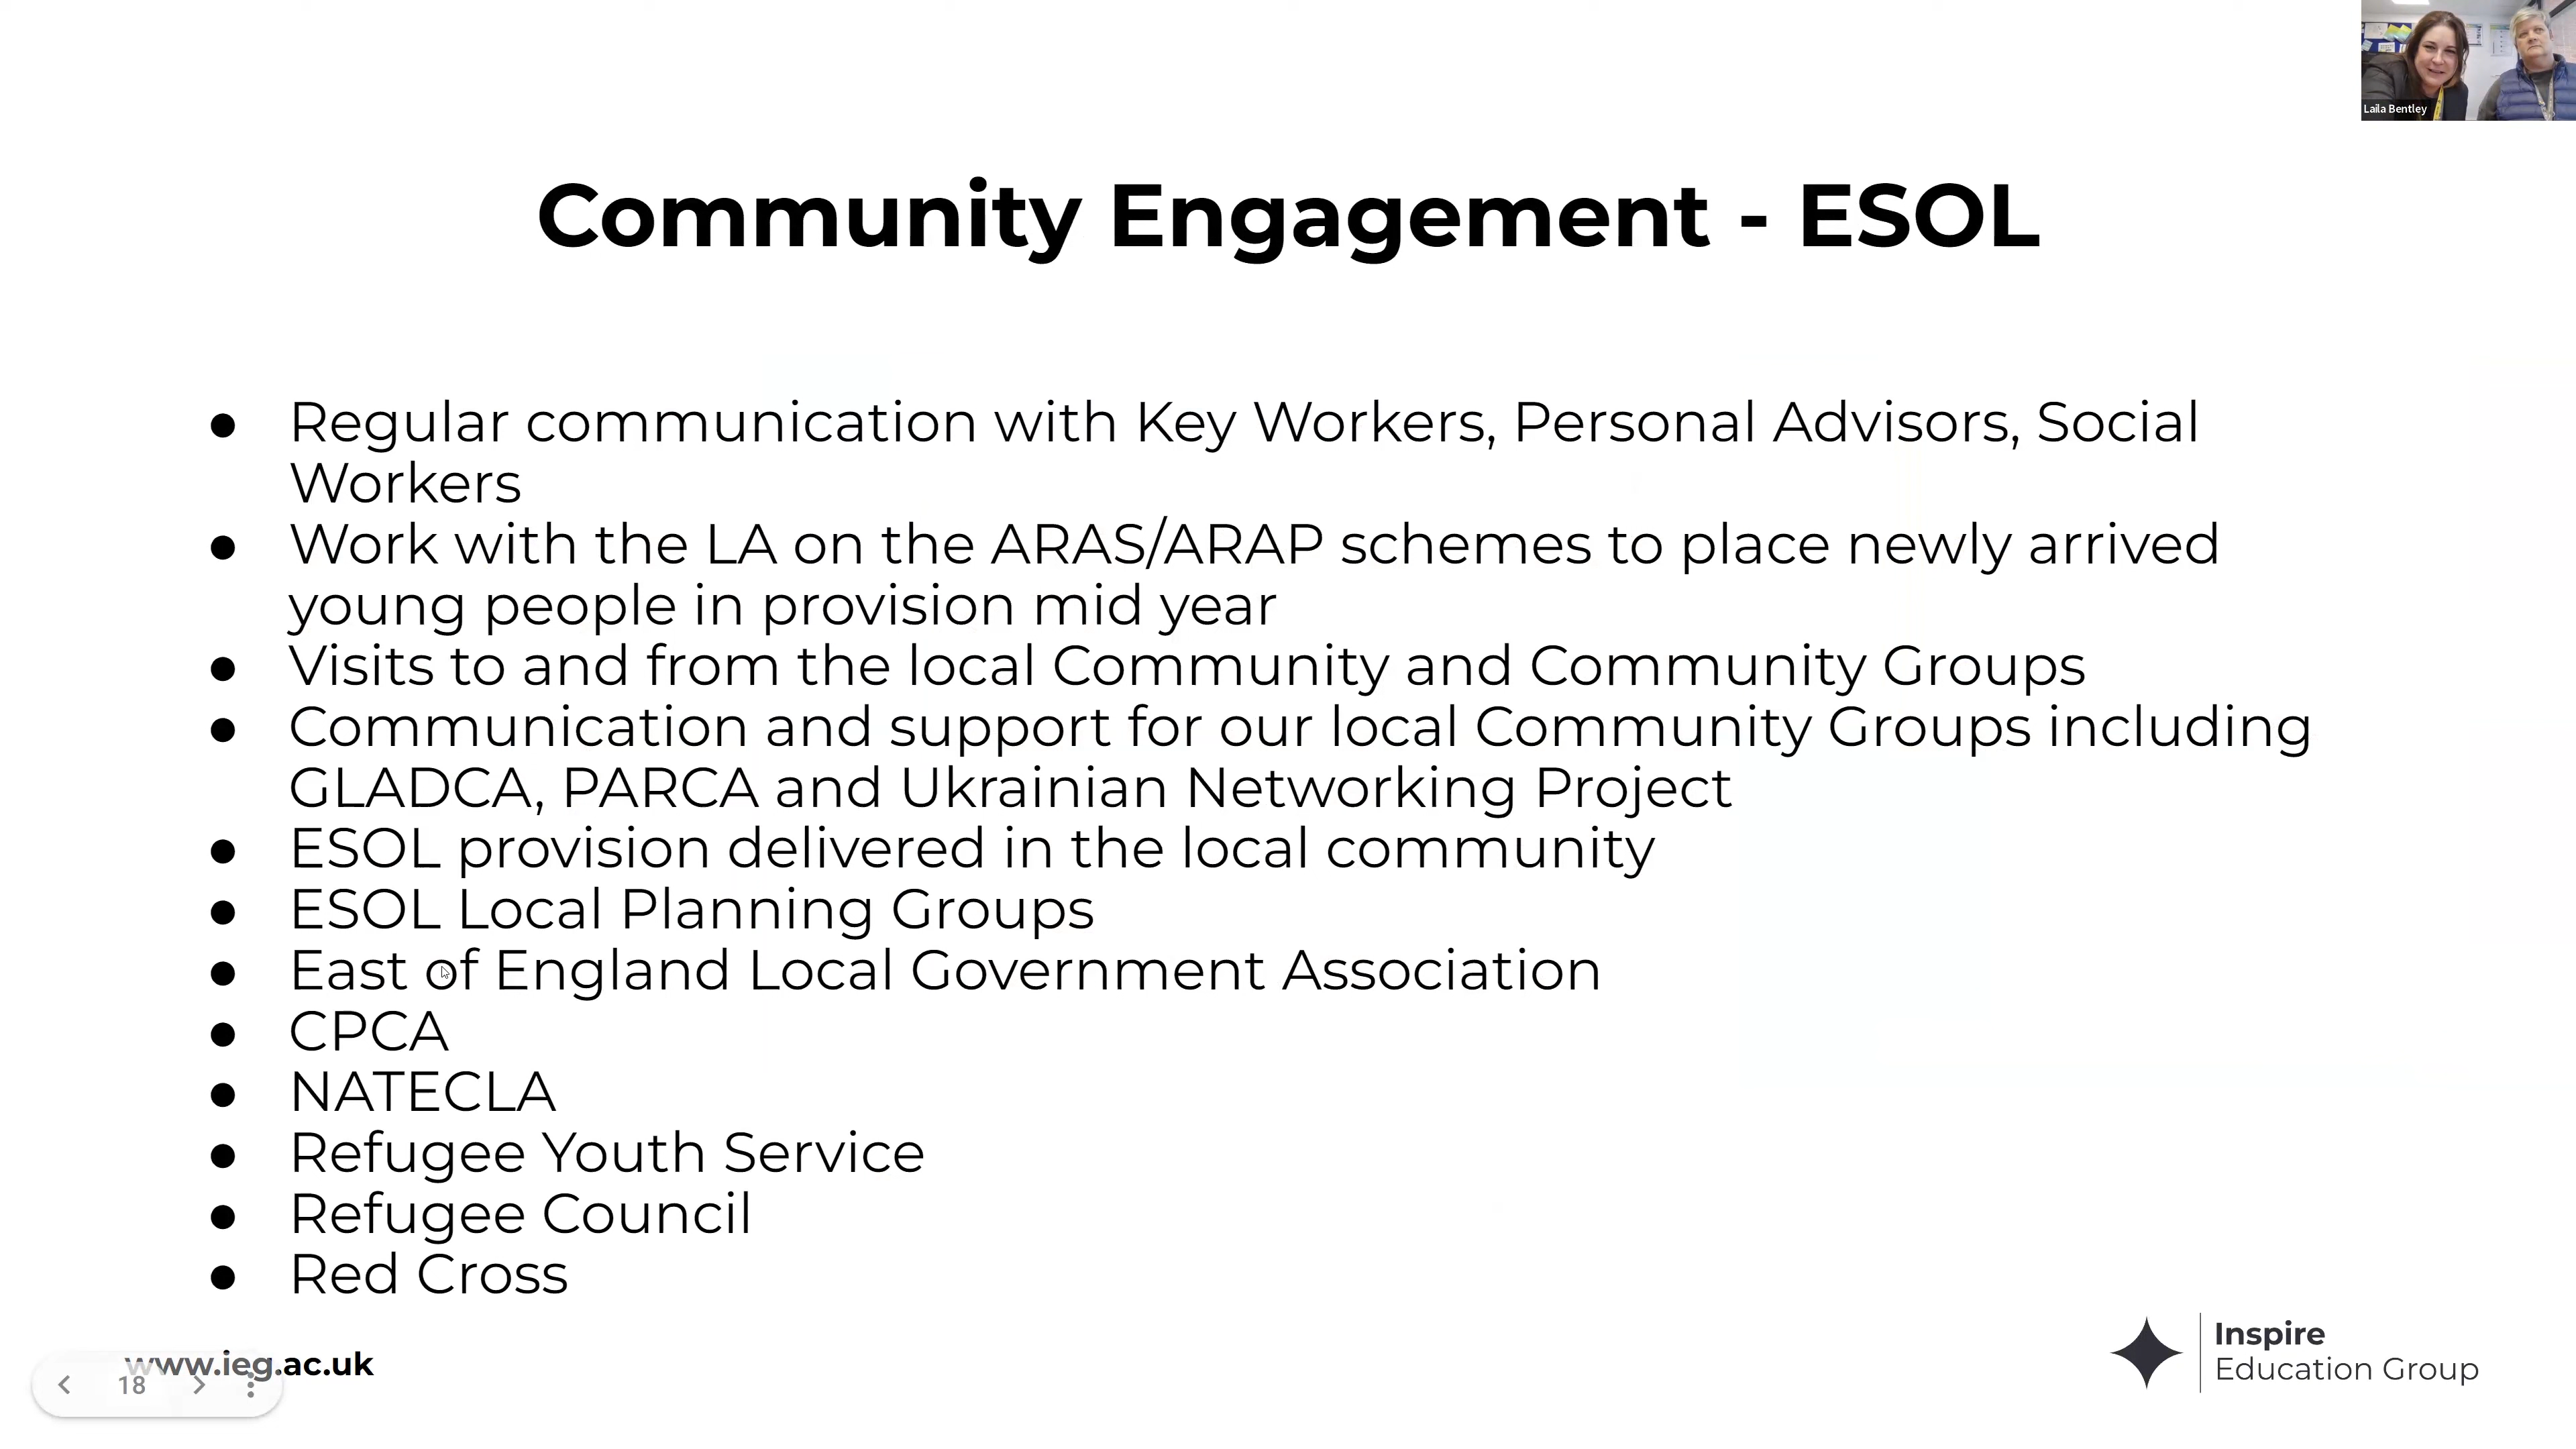 Laila Bentley
Community Engagement - ESOL
● Regular communication with Key Workers, Personal Advisors, Social
Workers
● Work with the LA on the ARAS/ARAP schemes to place newly arrived
young people in provision mid year
● Visits to and from the local Community and Community Groups
● Communication and support for our local Community Groups including
GLADCA, PARCA and Ukrainian Networking Project
● ESOL provision delivered in the local community
● ESOL Local Planning Groups
● East of England Local Government Association
● CPCA
● NATECLA
● Refugee Youth Service
● Refugee Council
● Red Cross
www.ieg.ac.uk
18
Inspire
Education Group